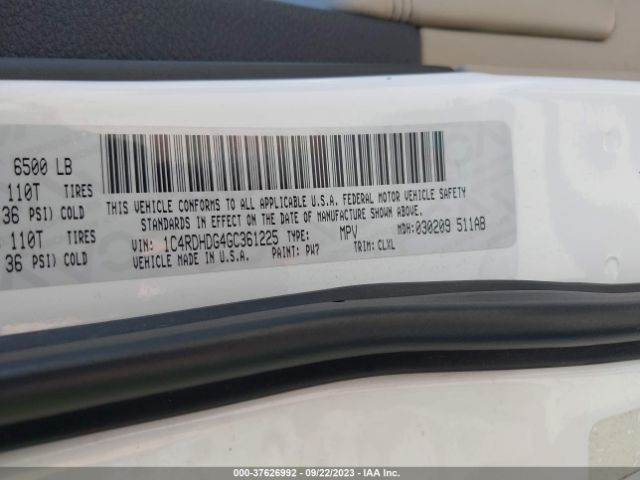 6500 LB
110T TIRES
36 PSI) COLD
110T TIRES
36 PSI) COLD
THIS VEHICLE CONFORMS TO ALL APPLICABLE U.S.A. FEDERAL MOTOR VEHICLE SAFETY
STANDARDS IN EFFECT ON THE DATE OF MANUFACTURE SHOWN ABOVE.
VIN: 1C4RDHDG4GC361225 TYPE: MPV MDH: 030209 511AB
VEHICLE MADE IN U.S.A. PAINT: PW7 TRIM: CLXL
000-37626992 - 09/22/2023 - IAA Inc.